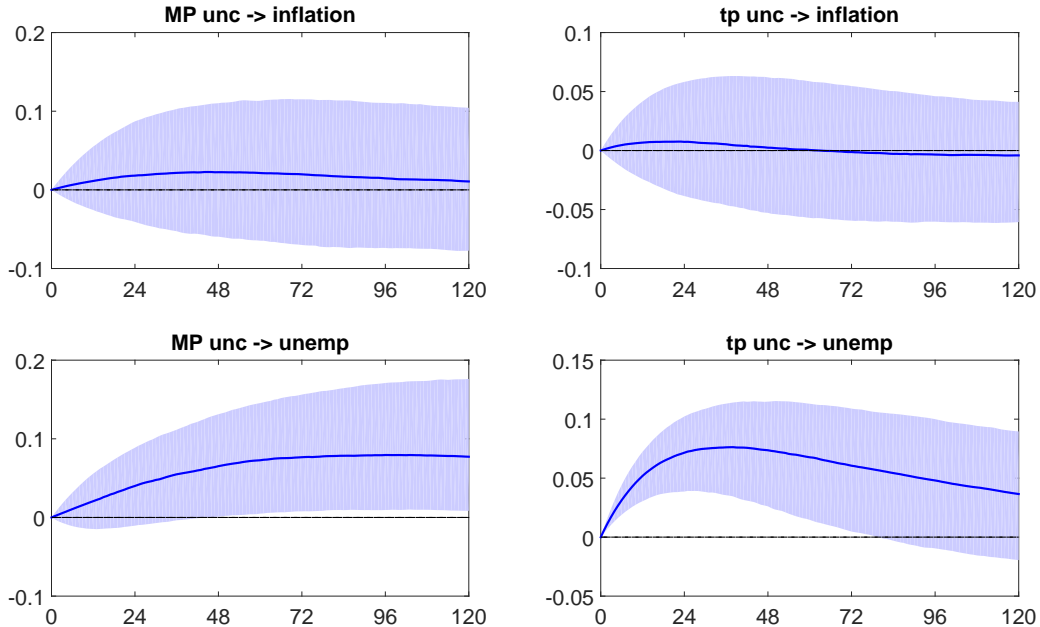 MP unc -> inflation
0.2
0.1
0
-0.1
0 24 48 72 96 120
tp unc -> inflation
0.1
0.05
0
-0.05
-0.1
0 24 48 72 96 120
MP unc -> unemp
0.2
0.1
0
-0.1
0 24 48 72 96 120
tp unc -> unemp
0.15
0.1
0.05
0
-0.05
0 24 48 72 96 120